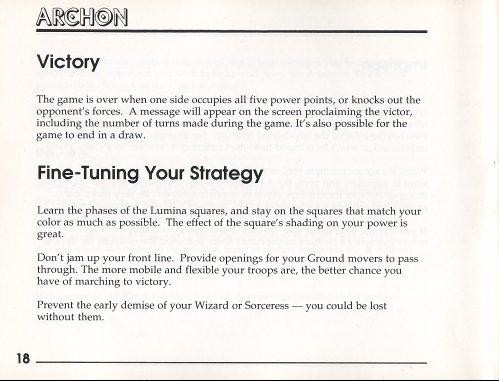 ARCHON
Victory
The game is over when one side occupies all five power points, or knocks out the
opponent's forces. A message will appear on the screen proclaiming the victor,
including the number of turns made during the game. It's also possible for the
game to end in a draw.
Fine-Tuning Your Strategy
Learn the phases of the Lumina squares, and stay on the squares that match your
color as much as possible. The effect of the square's shading on your power is
great.
Don't jam up your front line. Provide openings for your Ground movers to pass
through. The more mobile and flexible your troops are, the better chance you
have of marching to victory.
Prevent the early demise of your Wizard or Sorceress — you could be lost
without them.
18